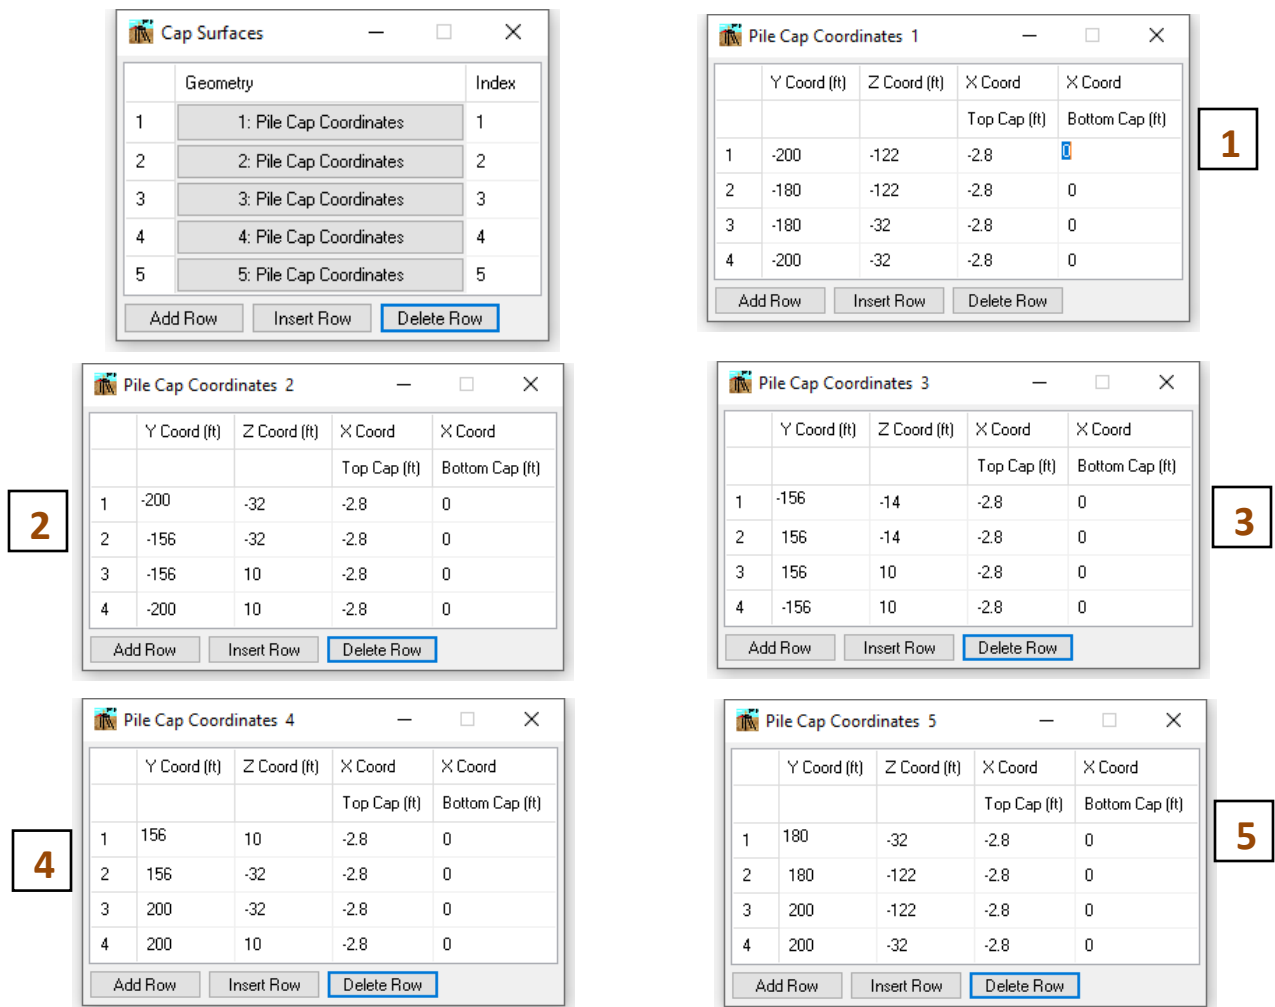 Cap Surfaces
Geometry Index
1 1: Pile Cap Coordinates 1
2 2: Pile Cap Coordinates 2
3 3: Pile Cap Coordinates 3
4 4: Pile Cap Coordinates 4
5 5: Pile Cap Coordinates 5
Add Row Insert Row Delete Row
Pile Cap Coordinates 1
Y Coord (ft) Z Coord (ft) X Coord X Coord
Top Cap (ft) Bottom Cap (ft)
1 -200 -122 -2.8 0
2 -180 -122 -2.8 0
3 -180 -32 -2.8 0
4 -200 -32 -2.8 0
Add Row Insert Row Delete Row
1
Pile Cap Coordinates 2
Y Coord (ft) Z Coord (ft) X Coord X Coord
Top Cap (ft) Bottom Cap (ft)
1 -200 -32 -2.8 0
2 -156 -32 -2.8 0
3 -156 10 -2.8 0
4 -200 10 -2.8 0
Add Row Insert Row Delete Row
2
Pile Cap Coordinates 3
Y Coord (ft) Z Coord (ft) X Coord X Coord
Top Cap (ft) Bottom Cap (ft)
1 -156 -14 -2.8 0
2 156 -14 -2.8 0
3 156 10 -2.8 0
4 -156 10 -2.8 0
Add Row Insert Row Delete Row
3
Pile Cap Coordinates 4
Y Coord (ft) Z Coord (ft) X Coord X Coord
Top Cap (ft) Bottom Cap (ft)
1 156 10 -2.8 0
2 156 -32 -2.8 0
3 200 -32 -2.8 0
4 200 10 -2.8 0
Add Row Insert Row Delete Row
4
Pile Cap Coordinates 5
Y Coord (ft) Z Coord (ft) X Coord X Coord
Top Cap (ft) Bottom Cap (ft)
1 180 -32 -2.8 0
2 180 -122 -2.8 0
3 200 -122 -2.8 0
4 200 -32 -2.8 0
Add Row Insert Row Delete Row
5